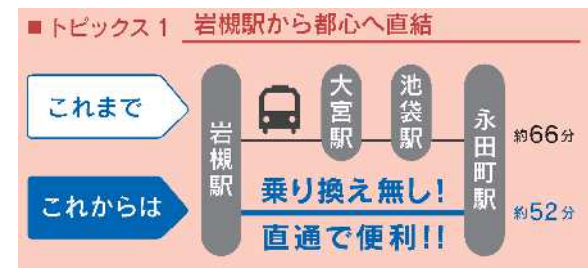 ■トピックス1 岩槻駅から都心へ直結
これまで
岩槻駅
大宮駅
池袋駅
永田町駅
約66分
これからは
乗り換え無し!
直通で便利!!
約52分